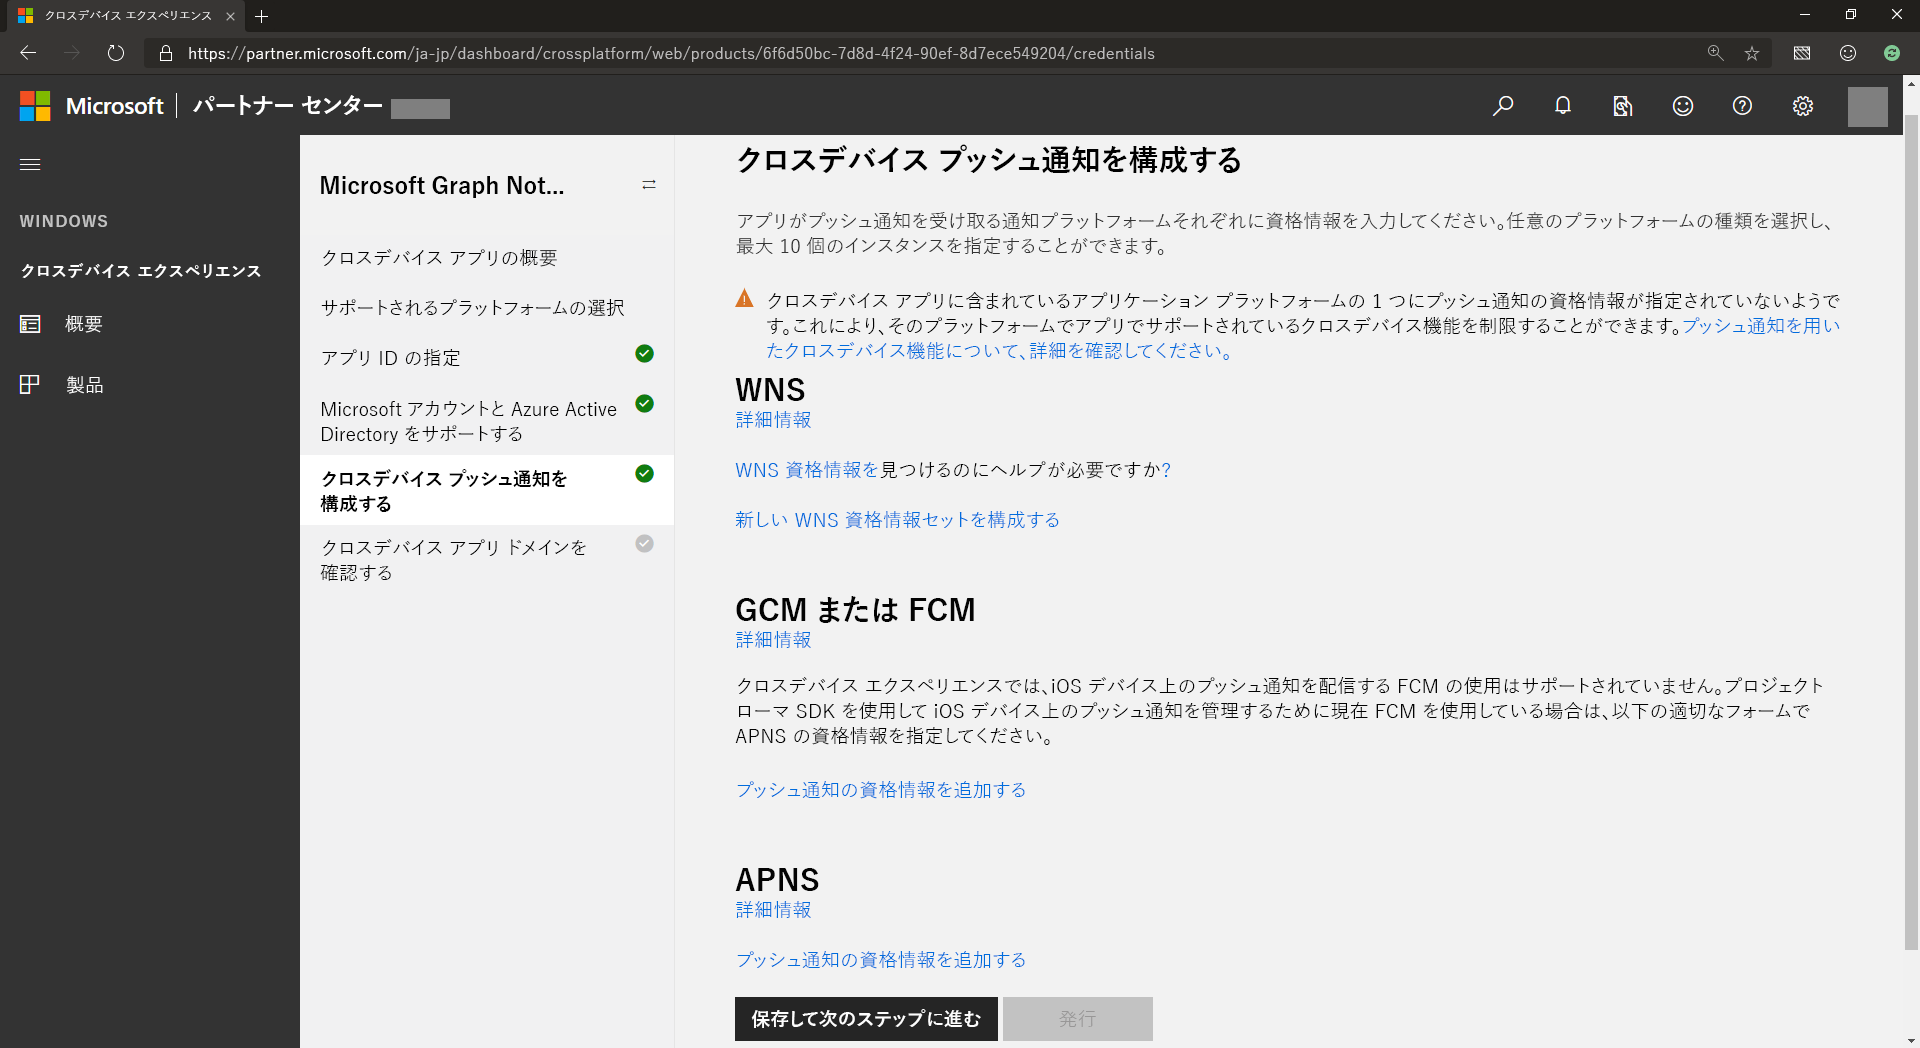 クロスデバイス エクスペリエンス
https://partner.microsoft.com/ja-jp/dashboard/crossplatform/web/products/6f6d50bc-7d8d-4f24-90ef-8d7ece549204/credentials
Microsoft パートナー センター
WINDOWS
クロスデバイス エクスペリエンス
概要
製品
Microsoft Graph Not...
クロスデバイス アプリの概要
サポートされるプラットフォームの選択
アプリ ID の指定
Microsoft アカウントと Azure Active
Directory をサポートする
クロスデバイス プッシュ通知を
構成する
クロスデバイス アプリ ドメインを
確認する
クロスデバイス プッシュ通知を構成する
アプリがプッシュ通知を受け取る通知プラットフォームそれぞれに資格情報を入力してください。任意のプラットフォームの種類を選択し、
最大 10 個のインスタンスを指定することができます。
クロスデバイス アプリに含まれているアプリケーション プラットフォームの 1 つにプッシュ通知の資格情報が指定されていないようで
す。これにより、そのプラットフォームでアプリでサポートされているクロスデバイス機能を制限することができます。プッシュ通知を用い
たクロスデバイス機能について、詳細を確認してください。
WNS
詳細情報
WNS 資格情報を見つけるのにヘルプが必要ですか?
新しい WNS 資格情報セットを構成する
GCM または FCM
詳細情報
クロスデバイス エクスペリエンスでは、iOS デバイス上のプッシュ通知を配信する FCM の使用はサポートされていません。プロジェクト
ローマ SDK を使用して iOS デバイス上のプッシュ通知を管理するために現在 FCM を使用している場合は、以下の適切なフォームで
APNS の資格情報を指定してください。
プッシュ通知の資格情報を追加する
APNS
詳細情報
プッシュ通知の資格情報を追加する
保存して次のステップに進む
発行